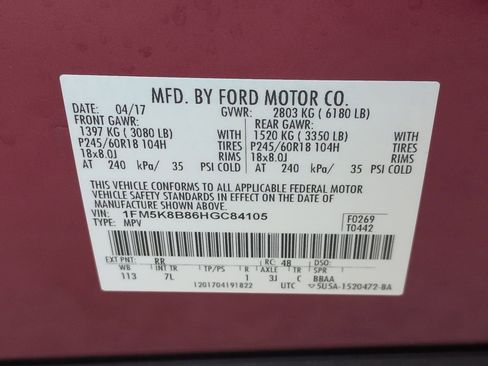 MFD. BY FORD MOTOR CO.
DATE: 04/17 GVWR: 2803 KG ( 6180 LB)
FRONT GAWR: REAR GAWR:
1397 KG ( 3080 LB) WITH 1520 KG ( 3350 LB) WITH
P245/60R18 104H TIRES P245/60R18 104H TIRES
18x8.0J RIMS 18x8.0J RIMS
AT 240 kPa/ 35 PSI COLD AT 240 kPa/ 35 PSI COLD
THIS VEHICLE CONFORMS TO ALL APPLICABLE FEDERAL MOTOR
VEHICLE SAFETY AND THEFT PREVENTION STANDARDS IN EFFECT ON THE DATE OF
MANUFACTURE SHOWN ABOVE.
VIN: 1FM5K8B86HGC84105 F0269
TYPE: MPV T0442
EXT PNT: RR RC: 48 DSO:
WB INT TR TP/PS R AXLE TR SPR
113 7L 1 3J C BBAA
1201704191822 UTC ▽5U5A-1520472-BA